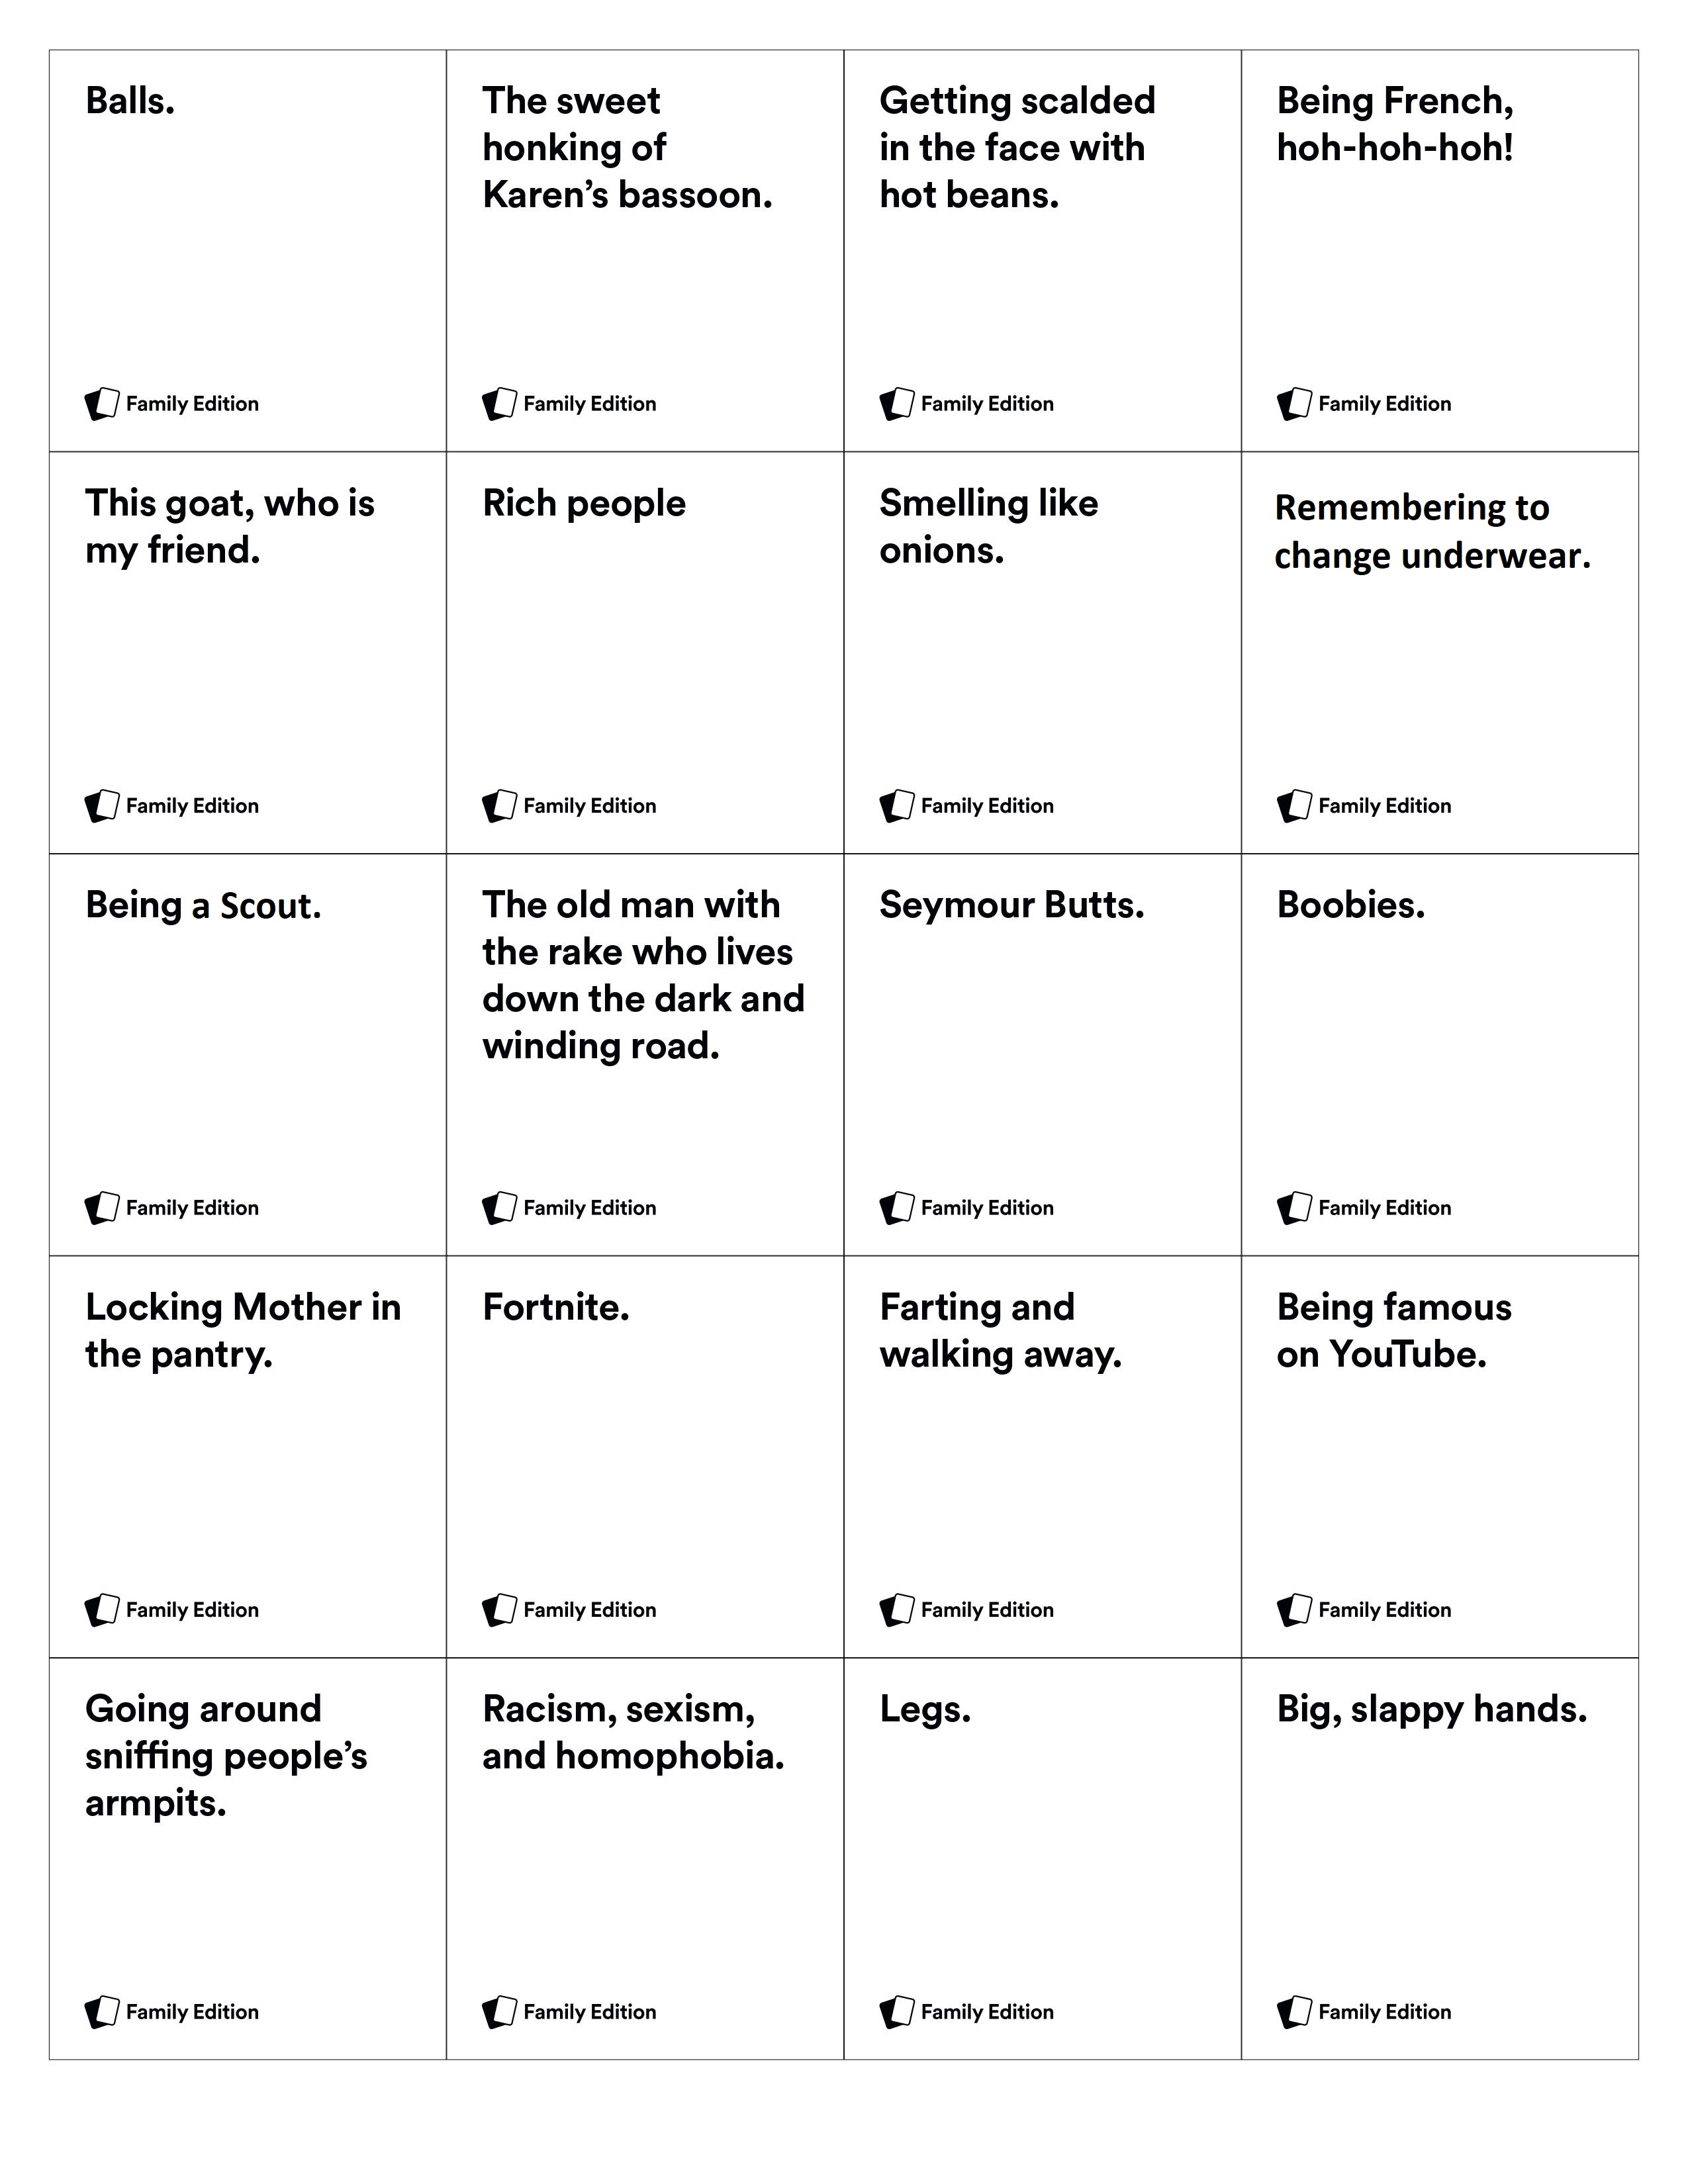 Balls.
Family Edition
The sweet
honking of
Karen’s bassoon.
Family Edition
Getting scalded
in the face with
hot beans.
Family Edition
Being French,
hoh-hoh-hoh!
Family Edition
This goat, who is
my friend.
Family Edition
Rich people
Family Edition
Smelling like
onions.
Family Edition
Remembering to
change underwear.
Family Edition
Being a Scout.
Family Edition
The old man with
the rake who lives
down the dark and
winding road.
Family Edition
Seymour Butts.
Family Edition
Boobies.
Family Edition
Locking Mother in
the pantry.
Family Edition
Fortnite.
Family Edition
Farting and
walking away.
Family Edition
Being famous
on YouTube.
Family Edition
Going around
sniffing people’s
armpits.
Family Edition
Racism, sexism,
and homophobia.
Family Edition
Legs.
Family Edition
Big, slappy hands.
Family Edition